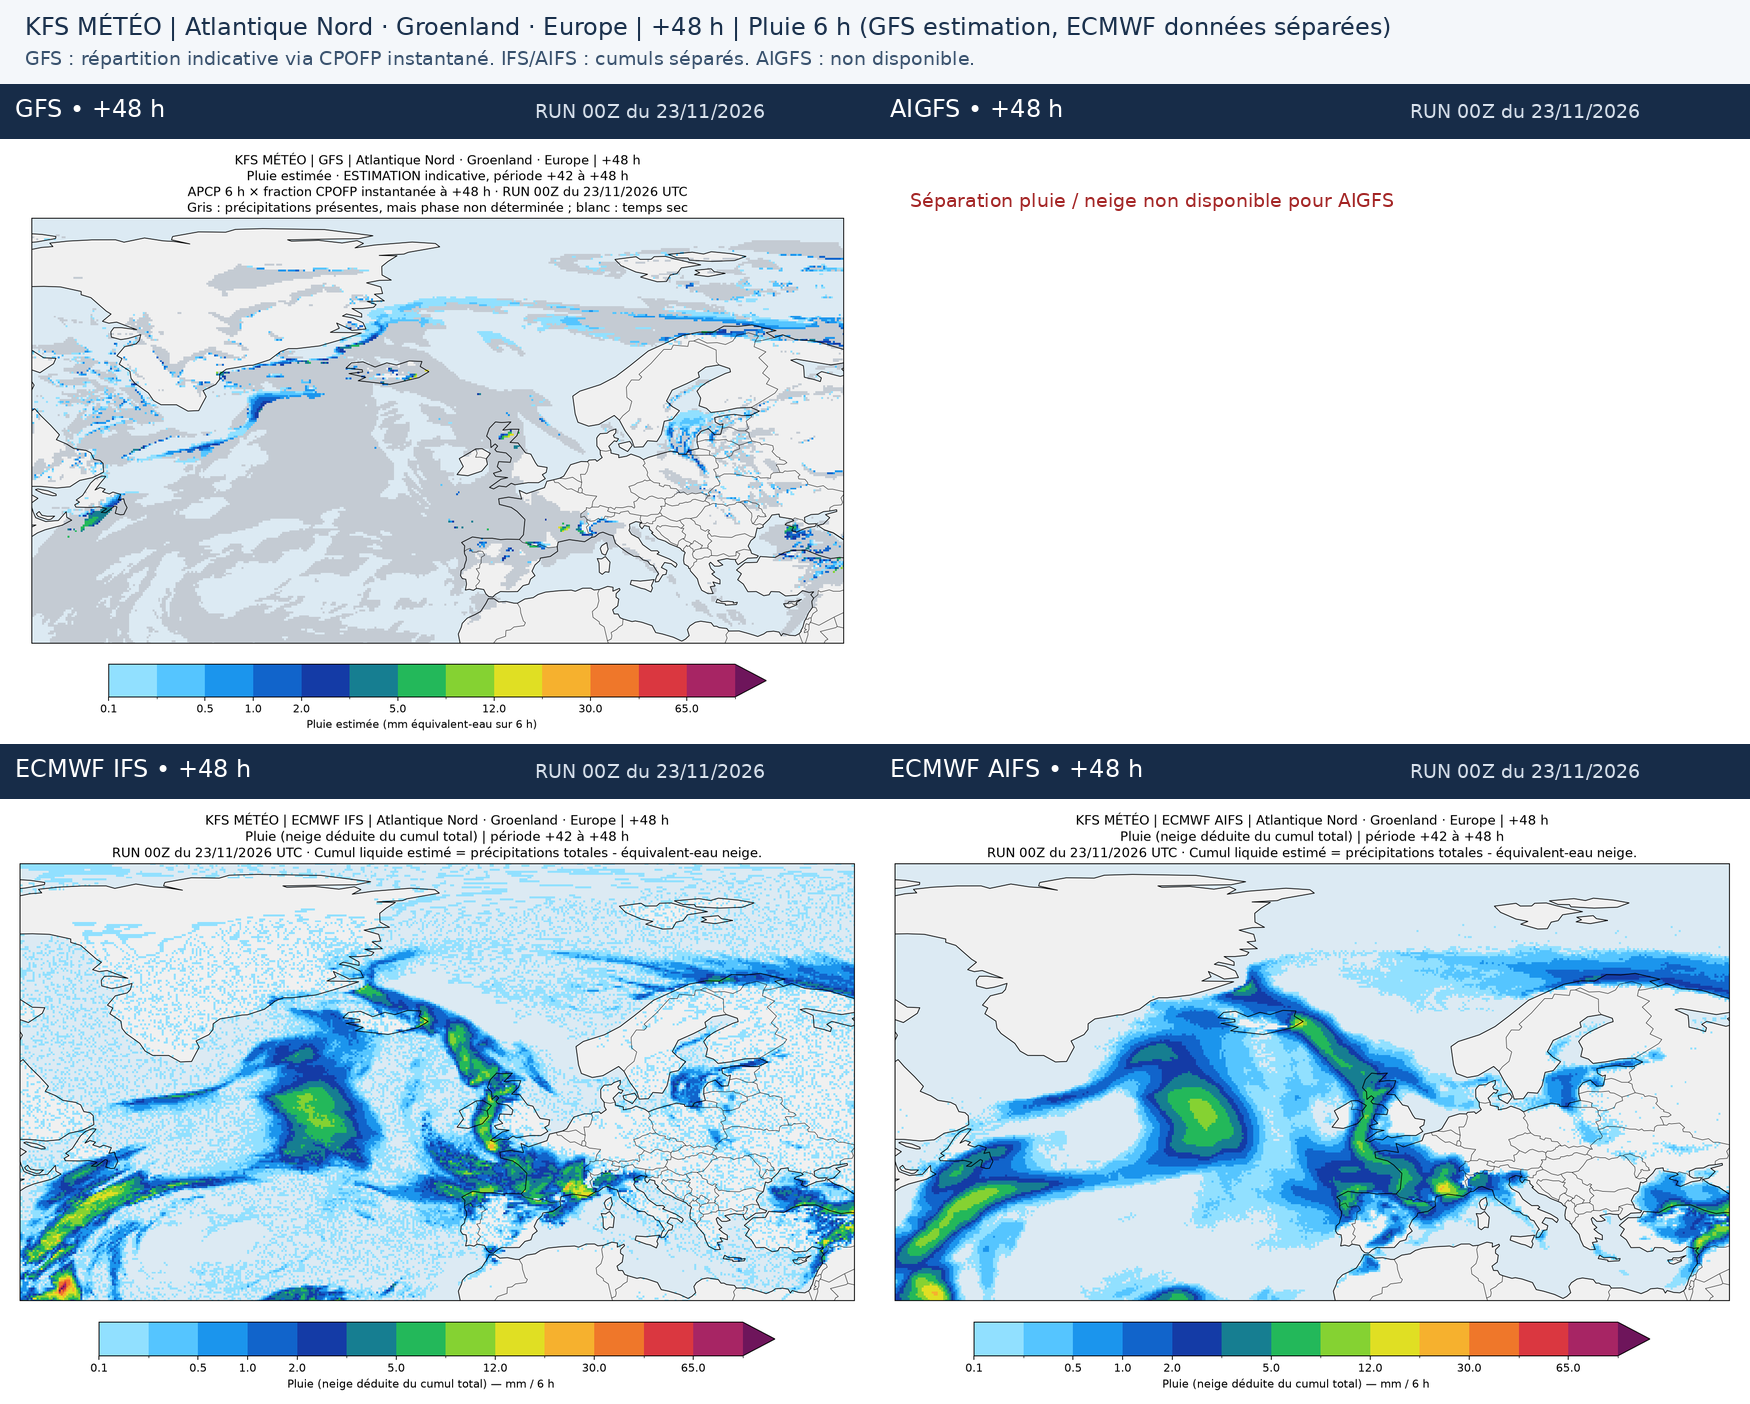 KFS MÉTÉO | Atlantique Nord · Groenland · Europe | +48 h | Pluie 6 h (GFS estimation, ECMWF données séparées)
GFS : répartition indicative via CPOFP instantané. IFS/AIFS : cumuls séparés. AIGFS : non disponible.
GFS • +48 h
RUN 00Z du 23/11/2026
AIGFS • +48 h
RUN 00Z du 23/11/2026
KFS MÉTÉO | GFS | Atlantique Nord · Groenland · Europe | +48 h
Pluie estimée · ESTIMATION indicative, période +42 à +48 h
APCP 6 h × fraction CPOFP instantanée à +48 h · RUN 00Z du 23/11/2026 UTC
Gris : précipitations présentes, mais phase non déterminée ; blanc : temps sec
Séparation pluie / neige non disponible pour AIGFS
0.1 0.5 1.0 2.0 5.0 12.0 30.0 65.0
Pluie estimée (mm équivalent-eau sur 6 h)
ECMWF IFS • +48 h
RUN 00Z du 23/11/2026
ECMWF AIFS • +48 h
RUN 00Z du 23/11/2026
KFS MÉTÉO | ECMWF IFS | Atlantique Nord · Groenland · Europe | +48 h
Pluie (neige déduite du cumul total) | période +42 à +48 h
RUN 00Z du 23/11/2026 UTC · Cumul liquide estimé = précipitations totales - équivalent-eau neige.
KFS MÉTÉO | ECMWF AIFS | Atlantique Nord · Groenland · Europe | +48 h
Pluie (neige déduite du cumul total) | période +42 à +48 h
RUN 00Z du 23/11/2026 UTC · Cumul liquide estimé = précipitations totales - équivalent-eau neige.
0.1 0.5 1.0 2.0 5.0 12.0 30.0 65.0
Pluie (neige déduite du cumul total) — mm / 6 h
0.1 0.5 1.0 2.0 5.0 12.0 30.0 65.0
Pluie (neige déduite du cumul total) — mm / 6 h